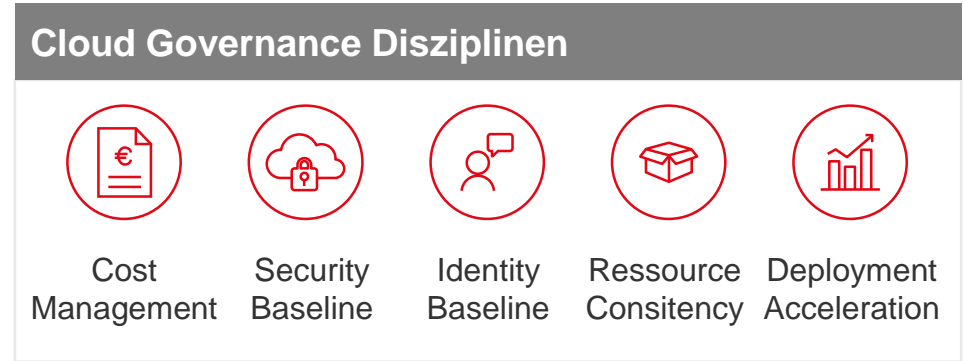 Cloud Governance Disziplinen
€
Cost
Management
Security
Baseline
Identity
Baseline
Ressource
Consitency
Deployment
Acceleration